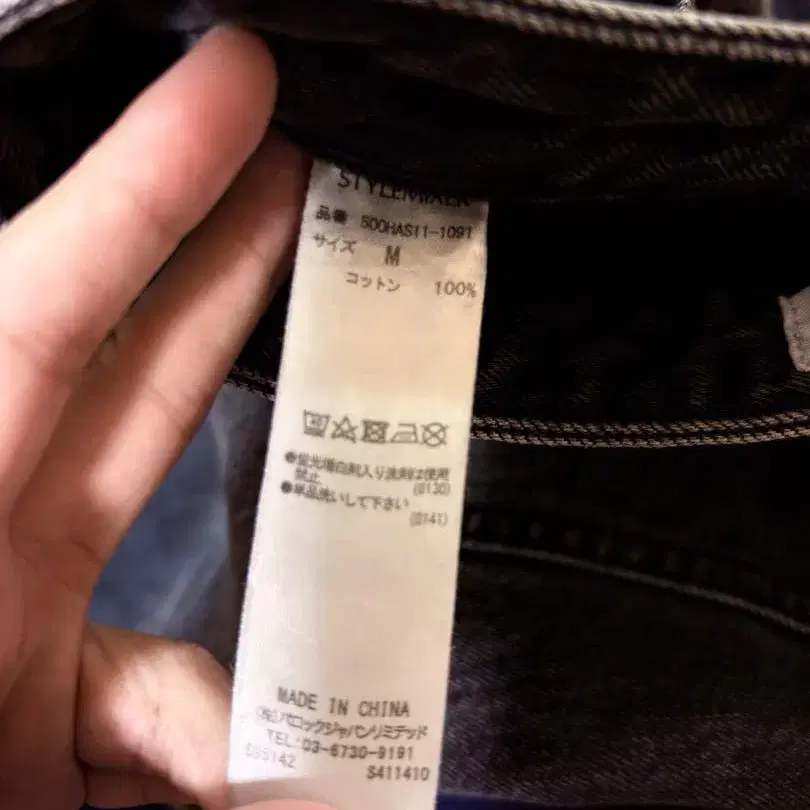 STYLEMIXER
品番 500HAS11-1091
サイズ M
コットン 100%
●蛍光増白剤入り洗剤は使用
禁止 (0130)
●単品洗いして下さい
(0141)
MADE IN CHINA
(株)バロックジャパンリミテッド
TEL:03-6730-9191
S411410